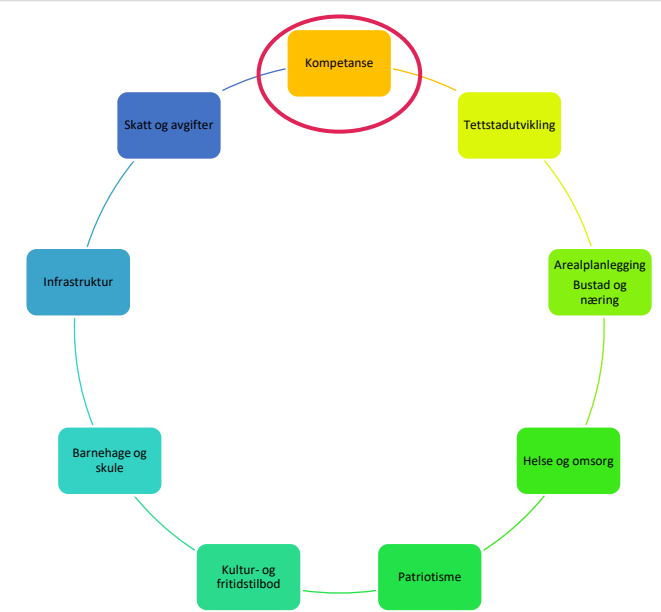 Kompetanse
Tettstadutvikling
Arealplanlegging
Bustad og
næring
Helse og omsorg
Patriotisme
Kultur- og
fritidstilbod
Barnehage og
skule
Infrastruktur
Skatt og avgifter